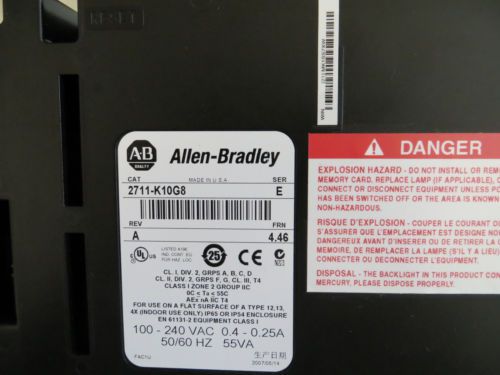 RESET
AB
QUALITY
Allen-Bradley
CAT
MADE IN U.S.A.
SER
2711-K10G8
E
REV
FRN
A
4.46
UL
US
LISTED
IND. CONT. EQ.
FOR HAZ. LOC.
25
C
N223
CL. I, DIV. 2, GRPS A, B, C, D
CL. II, DIV. 2, GRPS F, G, CL. III, T4
CLASS I ZONE 2 GROUP IIC
0C ≤ Ta ≤ 55C
AEx nA IIC T4
FOR USE ON A FLAT SURFACE OF A TYPE 12,13,
4X (INDOOR USE ONLY) IP65 OR IP54 ENCLOSURE
EN 61131-2 EQUIPMENT CLASS I
100 - 240 VAC 0.4 - 0.25A
50/60 HZ 55VA
FAC1U
生产日期
2007/06/14
W/N
DANGER
EXPLOSION HAZARD - DO NOT INSTALL OR REM
MEMORY CARD. REPLACE LAMP (IF APPLICABLE),
CONNECT OR DISCONNECT EQUIPMENT UNLESS
HAS BEEN SWITCHED OFF OR THE AREA IS KNOWN
NON-HAZARDOUS.
RISQUE D'EXPLOSION - COUPER LE COURANT OU
S'ASSURER QUE L'EMPLACEMENT EST DESIGNE NON
DANGEREUX AVANT D'INSERER OU RETIRER LA CAR
MEMOIRE, DE REMPLACER LA LAMPE (S'IL Y A LIEU)
CONNECTER OU DECONNECTER L'EQUIPEMENT.
DISPOSAL - THE BACKLIGHT IN THIS PRODUCT CON
MERCURY, PLEASE DISPOSE PROPERLY.